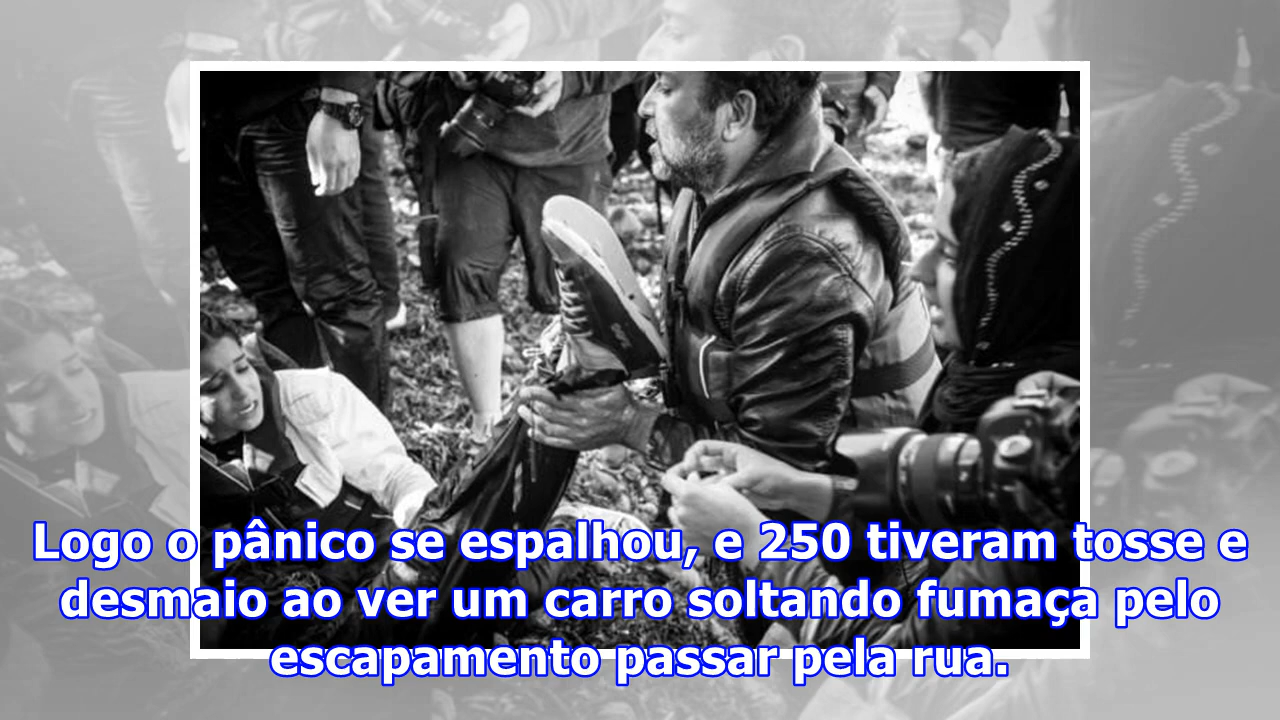 Logo o pânico se espalhou, e 250 tiveram tosse e
desmaio ao ver um carro soltando fumaça pelo
escapamento passar pela rua.